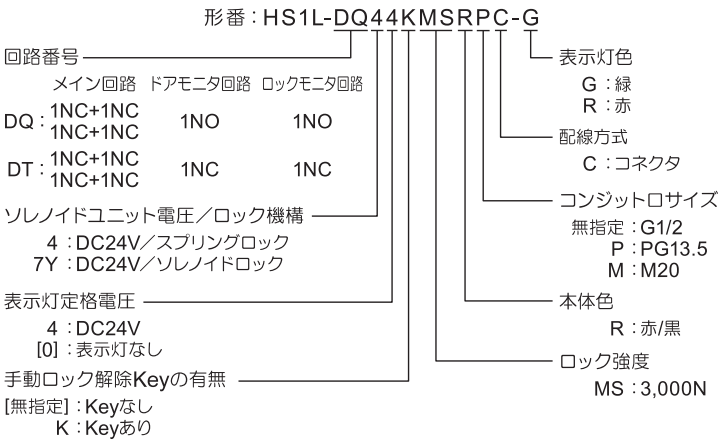 形番：HS1L-DQ44KMSRPC-G
回路番号
メイン回路 ドアモニタ回路 ロックモニタ回路
DQ：1NC+1NC 1NO 1NO
1NC+1NC
DT：1NC+1NC 1NC 1NC
1NC+1NC
ソレノイドユニット電圧／ロック機構
4：DC24V／スプリングロック
7Y：DC24V／ソレノイドロック
表示灯定格電圧
4：DC24V
[0]：表示灯なし
手動ロック解除Keyの有無
[無指定]：Keyなし
K：Keyあり
表示灯色
G：緑
R：赤
配線方式
C：コネクタ
コンジット口サイズ
無指定：G1/2
P：PG13.5
M：M20
本体色
R：赤/黒
ロック強度
MS：3,000N